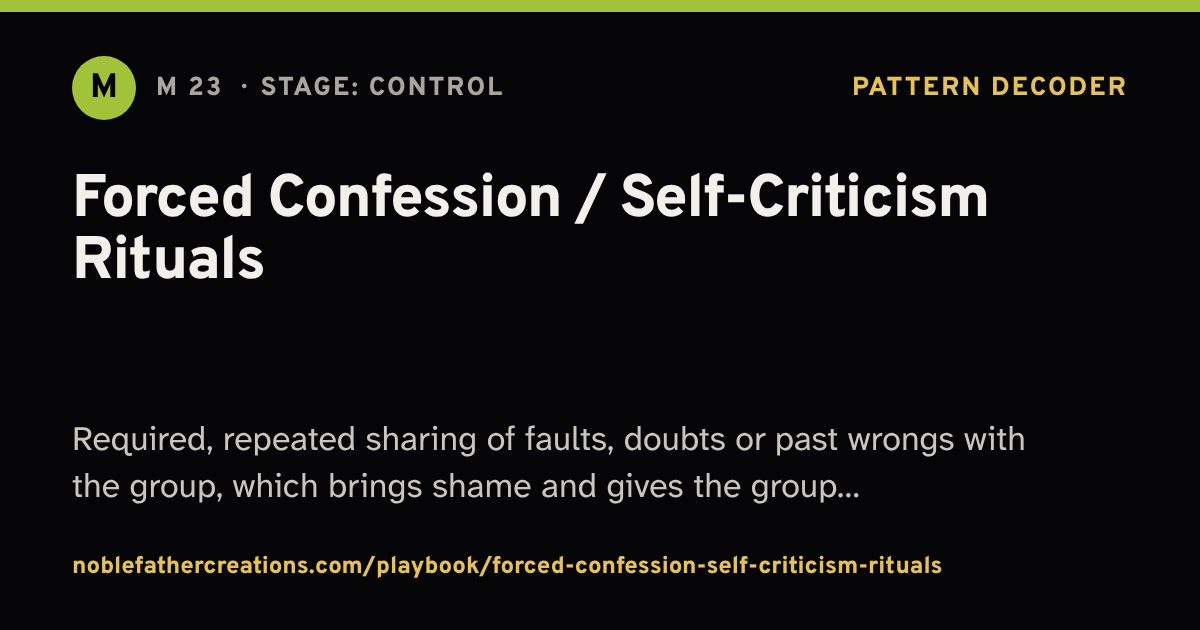 M
M 23 · STAGE: CONTROL
PATTERN DECODER
Forced Confession / Self-Criticism
Rituals
Required, repeated sharing of faults, doubts or past wrongs with
the group, which brings shame and gives the group...
noblefathercreations.com/playbook/forced-confession-self-criticism-rituals